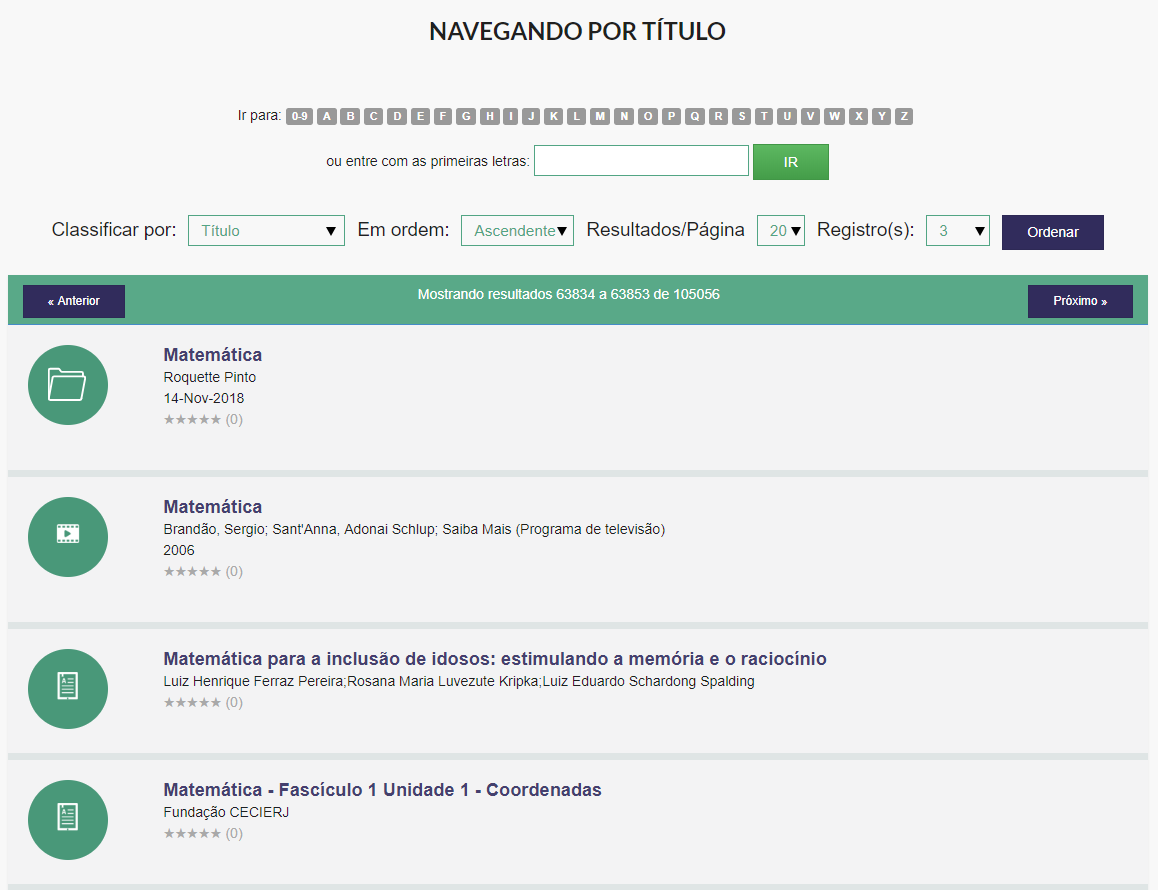 NAVEGANDO POR TÍTULO
Ir para: 0-9 A B C D E F G H I J K L M N O P Q R S T U V W X Y Z
ou entre com as primeiras letras: IR
Classificar por: Título Em ordem: Ascendente Resultados/Página 20 Registro(s): 3 Ordenar
« Anterior Mostrando resultados 63834 a 63853 de 105056 Próximo »
Matemática
Roquette Pinto
14-Nov-2018
★★★★★ (0)
Matemática
Brandão, Sergio; Sant'Anna, Adonai Schlup; Saiba Mais (Programa de televisão)
2006
★★★★★ (0)
Matemática para a inclusão de idosos: estimulando a memória e o raciocínio
Luiz Henrique Ferraz Pereira;Rosana Maria Luvezute Kripka;Luiz Eduardo Schardong Spalding
★★★★★ (0)
Matemática - Fascículo 1 Unidade 1 - Coordenadas
Fundação CECIERJ
★★★★★ (0)